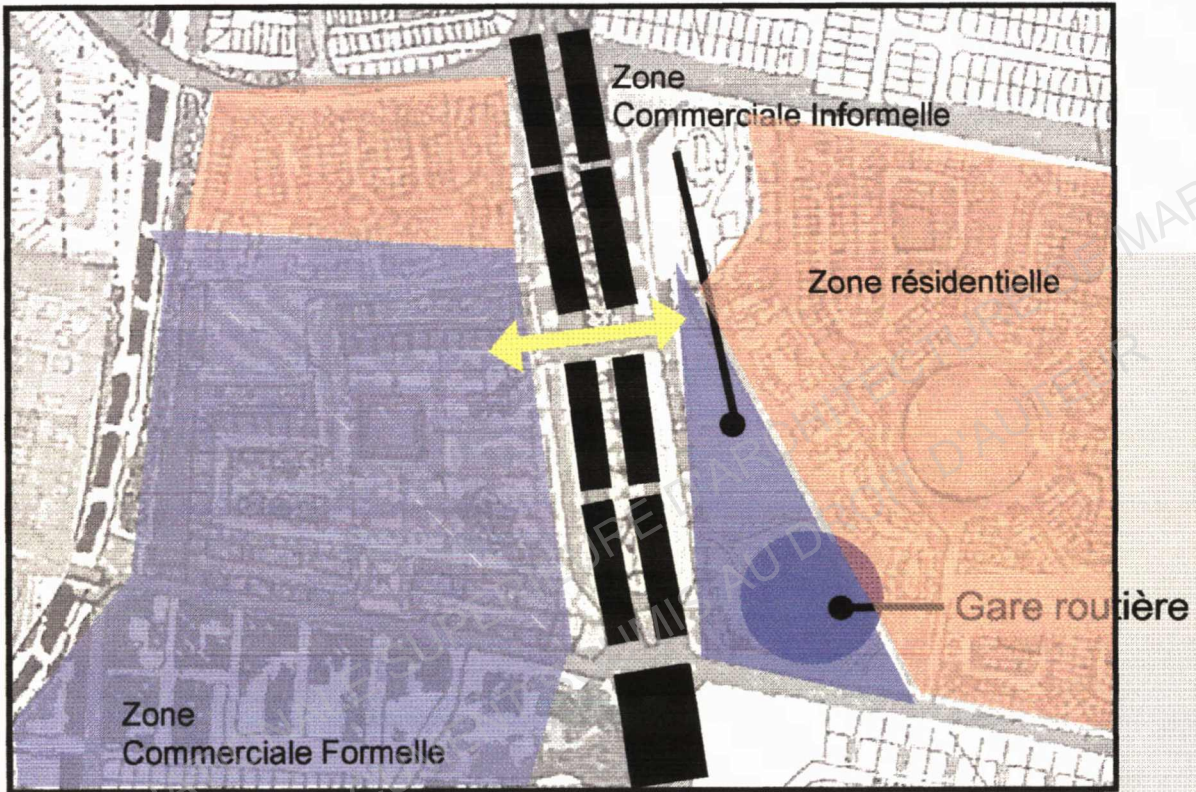 Zone
Commerciale Informelle
Zone résidentielle
Gare routière
Zone
Commerciale Formelle